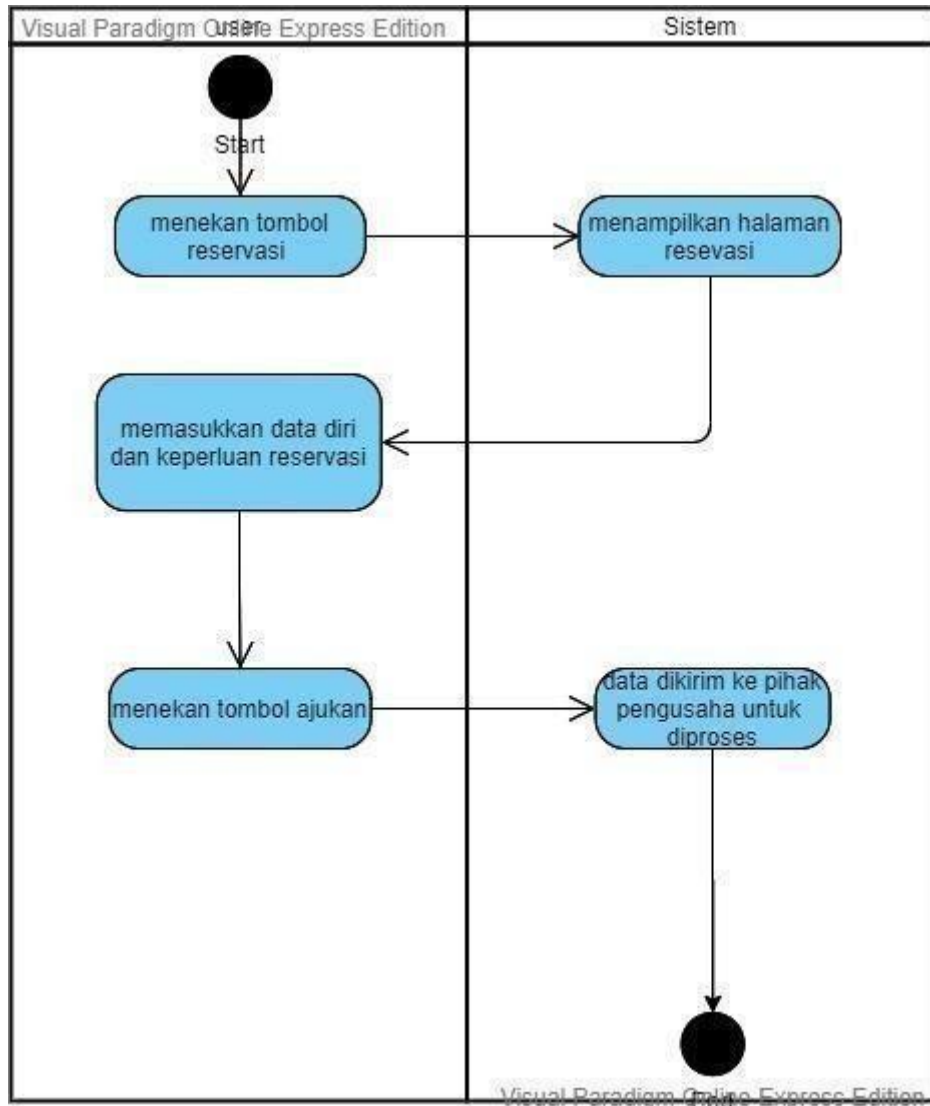 Visual Paradigm Online Express Edition
user
Sistem
Start
menekan tombol
reservasi
menampilkan halaman
resevasi
memasukkan data diri
dan keperluan reservasi
menekan tombol ajukan
data dikirim ke pihak
pengusaha untuk
diproses
Visual Paradigm Online Express Edition